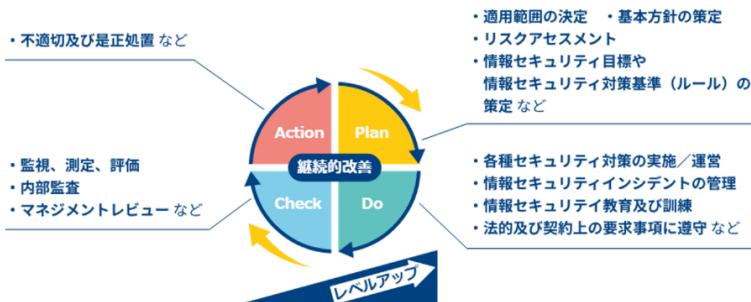 ・不適切及び是正処置 など
・適用範囲の決定　・基本方針の策定
・リスクアセスメント
・情報セキュリティ目標や
情報セキュリティ対策基準（ルール）の
策定 など
Action
Plan
継続的改善
Check
Do
・監視、測定、評価
・内部監査
・マネジメントレビュー など
・各種セキュリティ対策の実施／運営
・情報セキュリティインシデントの管理
・情報セキュリテイ教育及び訓練
・法的及び契約上の要求事項に遵守 など
レベルアップ